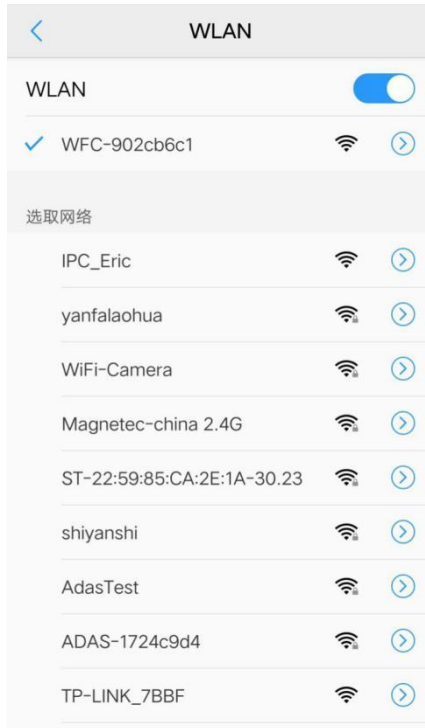 WLAN
WLAN
WFC-902cb6c1
选取网络
IPC_Eric
yanfalaohua
WiFi-Camera
Magnetec-china 2.4G
ST-22:59:85:CA:2E:1A-30.23
shiyanshi
AdasTest
ADAS-1724c9d4
TP-LINK_7BBF